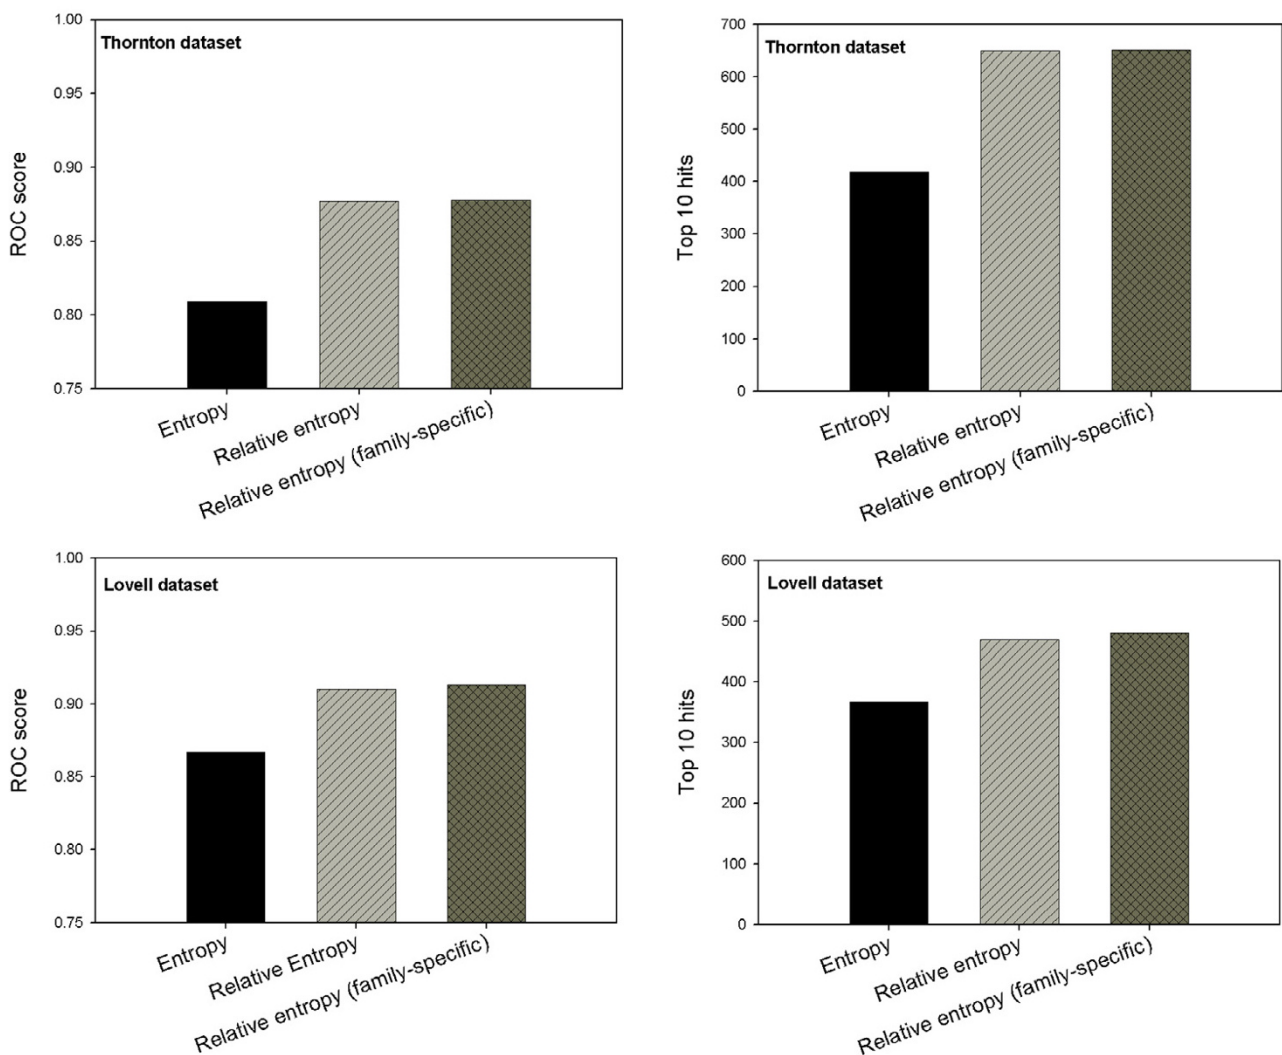 Thornton dataset
ROC score
1.00
0.95
0.90
0.85
0.80
0.75
Entropy
Relative entropy
Relative entropy (family-specific)
Thornton dataset
Top 10 hits
700
600
500
400
300
200
100
0
Entropy
Relative entropy
Relative entropy (family-specific)
Lovell dataset
ROC score
1.00
0.95
0.90
0.85
0.80
0.75
Entropy
Relative Entropy
Relative entropy (family-specific)
Lovell dataset
Top 10 hits
600
500
400
300
200
100
0
Entropy
Relative entropy
Relative entropy (family-specific)